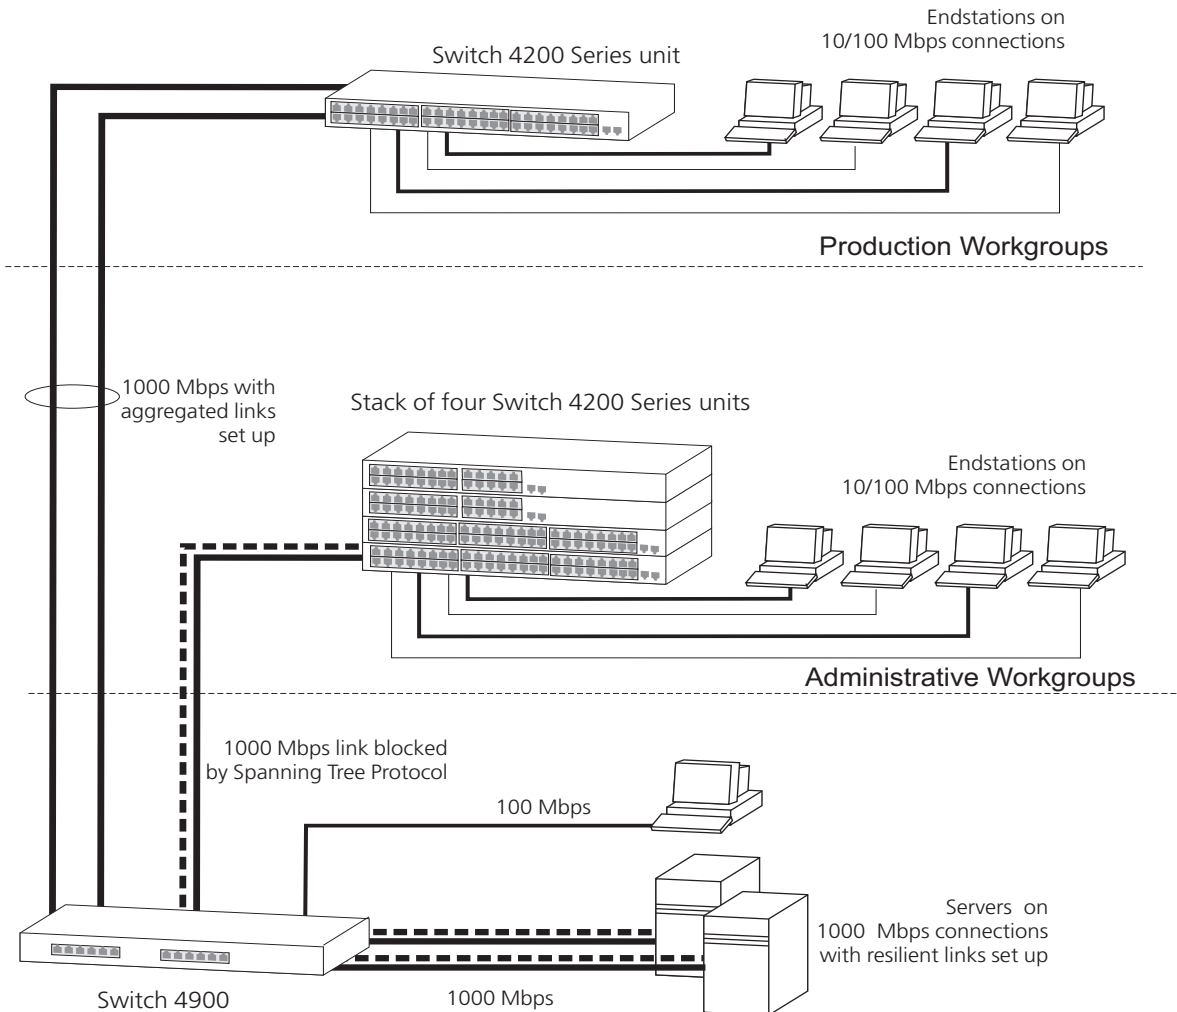 Endstations on
10/100 Mbps connections
Switch 4200 Series unit
Production Workgroups
1000 Mbps with
aggregated links
set up
Stack of four Switch 4200 Series units
Endstations on
10/100 Mbps connections
Administrative Workgroups
1000 Mbps link blocked
by Spanning Tree Protocol
100 Mbps
Servers on
1000 Mbps connections
with resilient links set up
Switch 4900
1000 Mbps